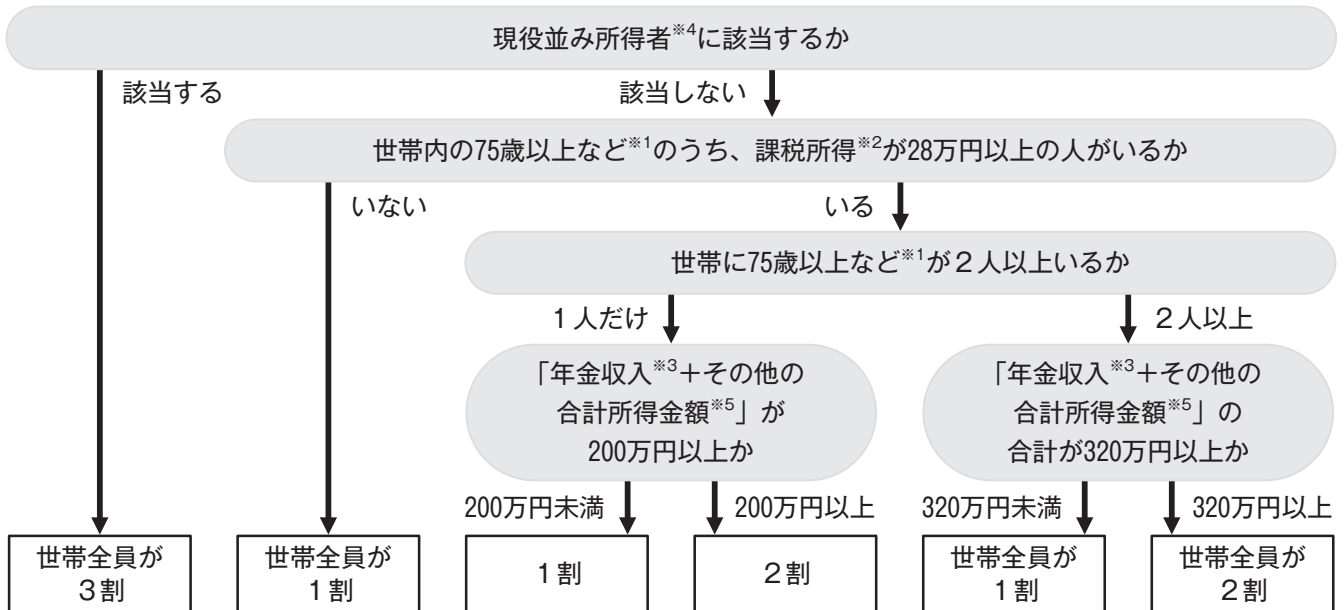 現役並み所得者※4に該当するか
該当する
該当しない
世帯内の75歳以上など※1のうち、課税所得※2が28万円以上の人がいるか
いない
いる
世帯に75歳以上など※1が２人以上いるか
１人だけ
２人以上
「年金収入※3＋その他の
合計所得金額※5」が
200万円以上か
「年金収入※3＋その他の
合計所得金額※5」の
合計が320万円以上か
200万円未満
200万円以上
320万円未満
320万円以上
世帯全員が
３割
世帯全員が
１割
１割
２割
世帯全員が
１割
世帯全員が
２割